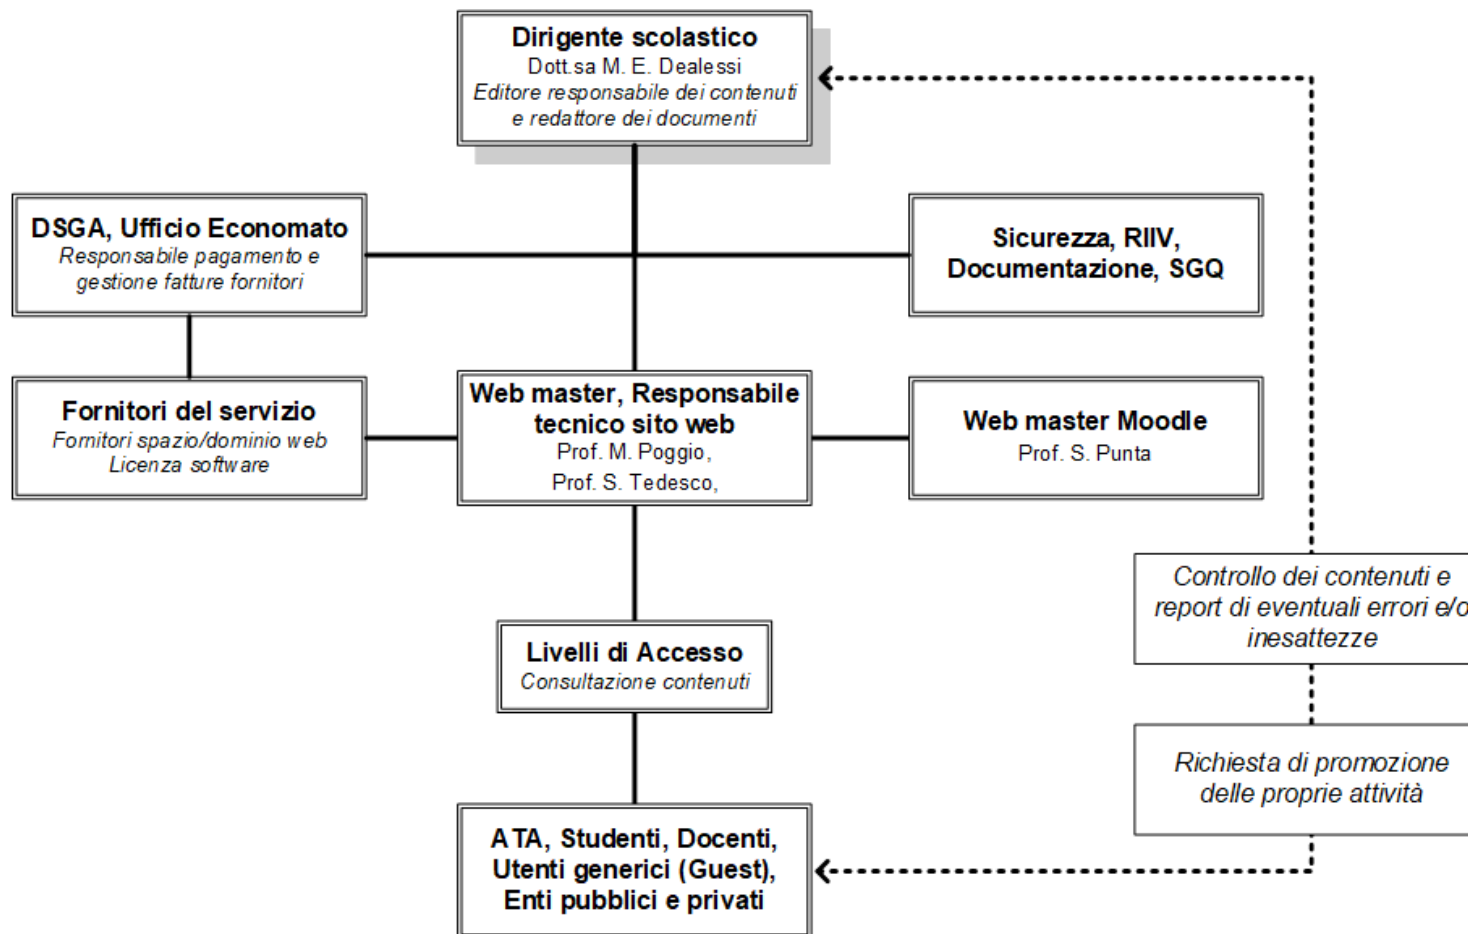 Dirigente scolastico
Dott.sa M. E. Dealessi
Editore responsabile dei contenuti
e redattore dei documenti
DSGA, Ufficio Economato
Responsabile pagamento e
gestione fatture fornitori
Sicurezza, RIIV,
Documentazione, SGQ
Fornitori del servizio
Fornitori spazio/dominio web
Licenza software
Web master, Responsabile
tecnico sito web
Prof. M. Poggio,
Prof. S. Tedesco,
Web master Moodle
Prof. S. Punta
Controllo dei contenuti e
report di eventuali errori e/o
inesattezze
Livelli di Accesso
Consultazione contenuti
Richiesta di promozione
delle proprie attività
ATA, Studenti, Docenti,
Utenti generici (Guest),
Enti pubblici e privati